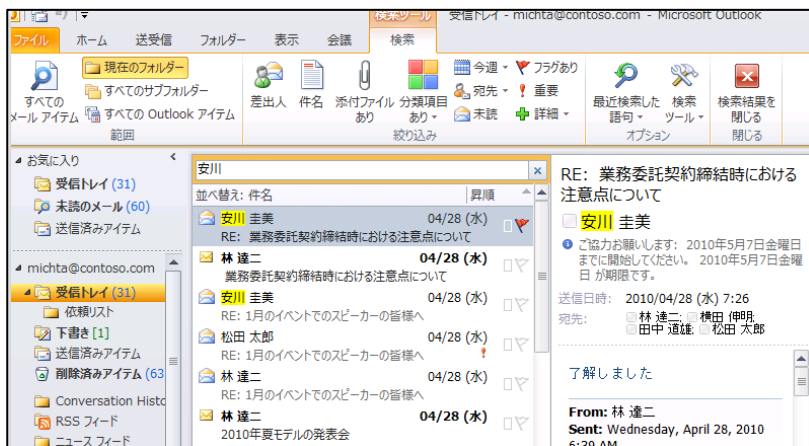 検索ツール 受信トレイ - michta@contoso.com - Microsoft Outlook
ファイル ホーム 送受信 フォルダー 表示 会議 検索
すべての
メール アイテム
現在のフォルダー
すべてのサブフォルダー
すべての Outlook アイテム
範囲
差出人 件名 添付ファイル
あり
分類項目
あり
今週 フラグあり
宛先 重要
未読 詳細
絞り込み
最近検索した
語句
検索
ツール
オプション
検索結果を
閉じる
閉じる
お気に入り
受信トレイ (31)
未読のメール (60)
送信済みアイテム
michta@contoso.com
受信トレイ (31)
依頼リスト
下書き [1]
送信済みアイテム
削除済みアイテム (63
Conversation Histo
RSS フィード
ニュース フィード
安川
並べ替え: 件名 昇順
安川 圭美 04/28 (水)
RE: 業務委託契約締結時における注意点について
林 達二 04/28 (水)
業務委託契約締結時における注意点について
安川 圭美 04/28 (水)
RE: 1月のイベントでのスピーカーの皆様へ
松田 太郎 04/28 (水)
RE: 1月のイベントでのスピーカーの皆様へ
林 達二 04/28 (水)
RE: 1月のイベントでのスピーカーの皆様へ
林 達二 04/28 (水)
2010年夏モデルの発表会
RE: 業務委託契約締結時における
注意点について
安川 圭美
ご協力お願いします: 2010年5月7日金曜日
までに開始してください。 2010年5月7日金曜
日 が期限です。
送信日時: 2010/04/28 (水) 7:26
宛先: 林 達二; 横田 伸明;
田中 道雄; 松田 太郎
了解しました
From: 林 達二
Sent: Wednesday, April 28, 2010
6:39 AM